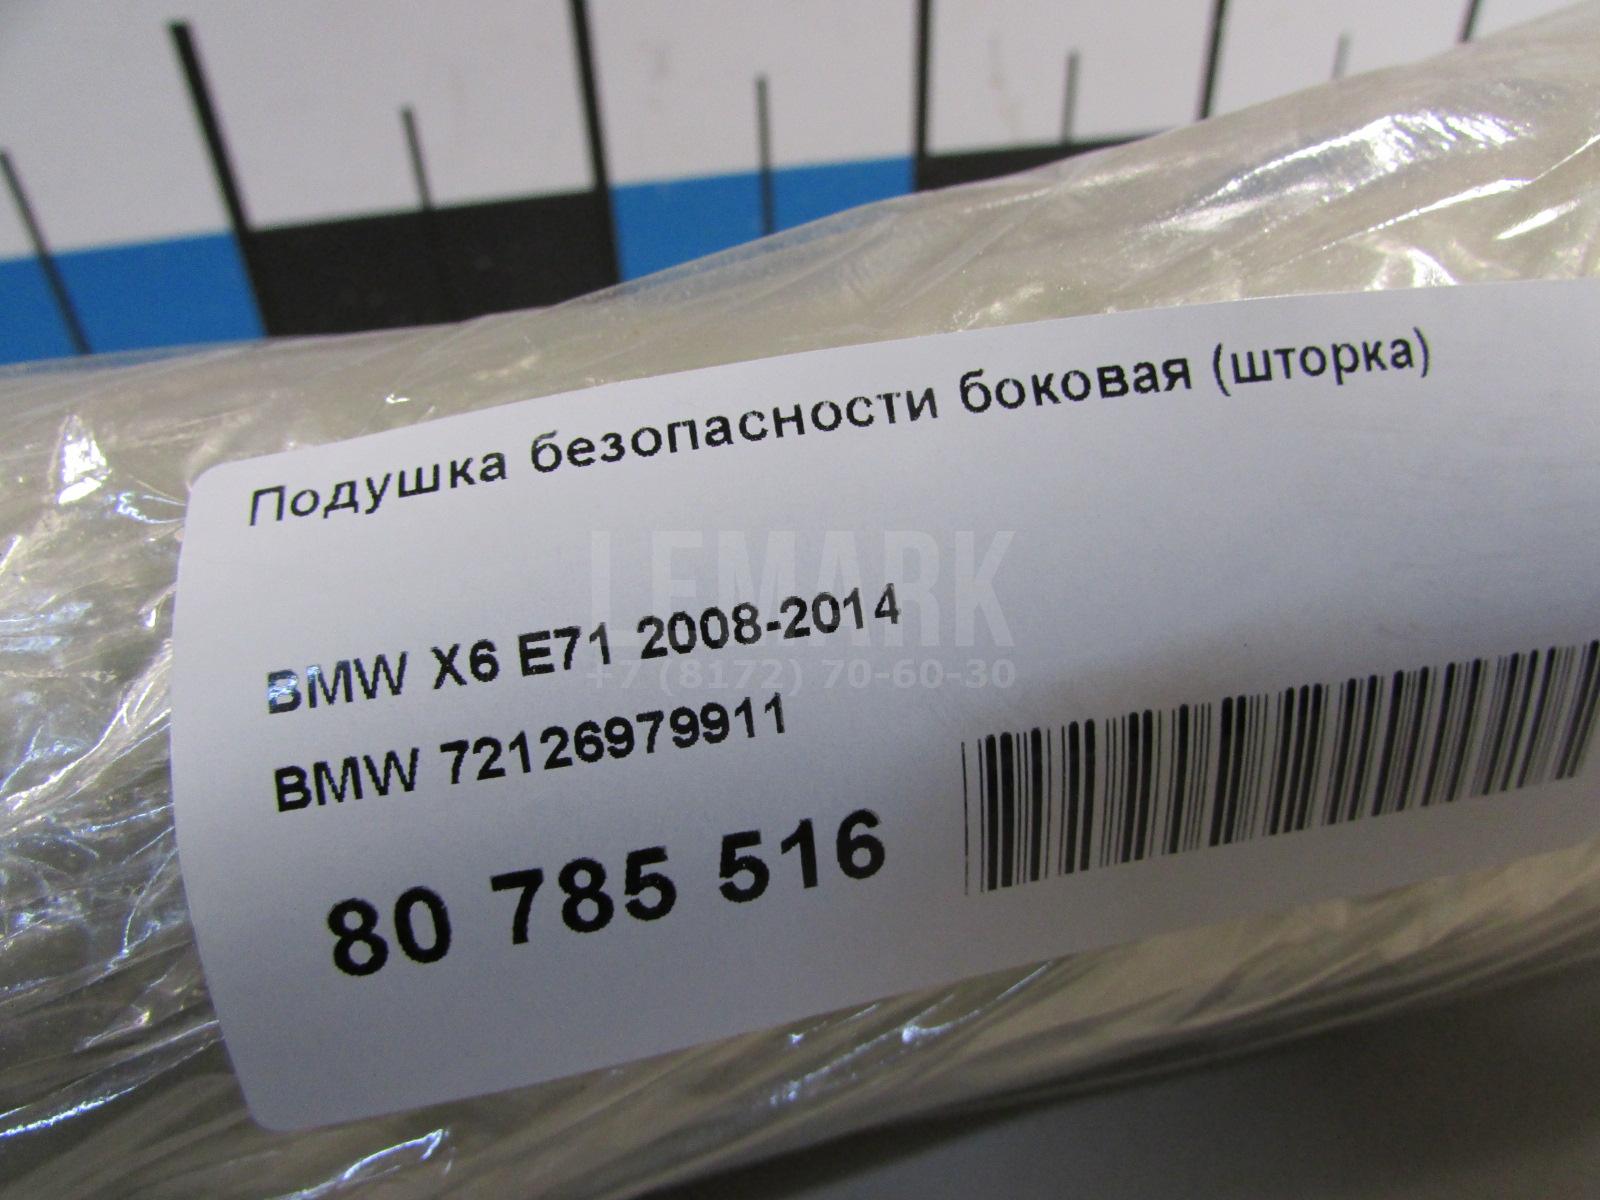 Подушка безопасности боковая (шторка)
LEMARK
BMW X6 E71 2008-2014
+7 (8172) 70-60-30
BMW 72126979911
80 785 516